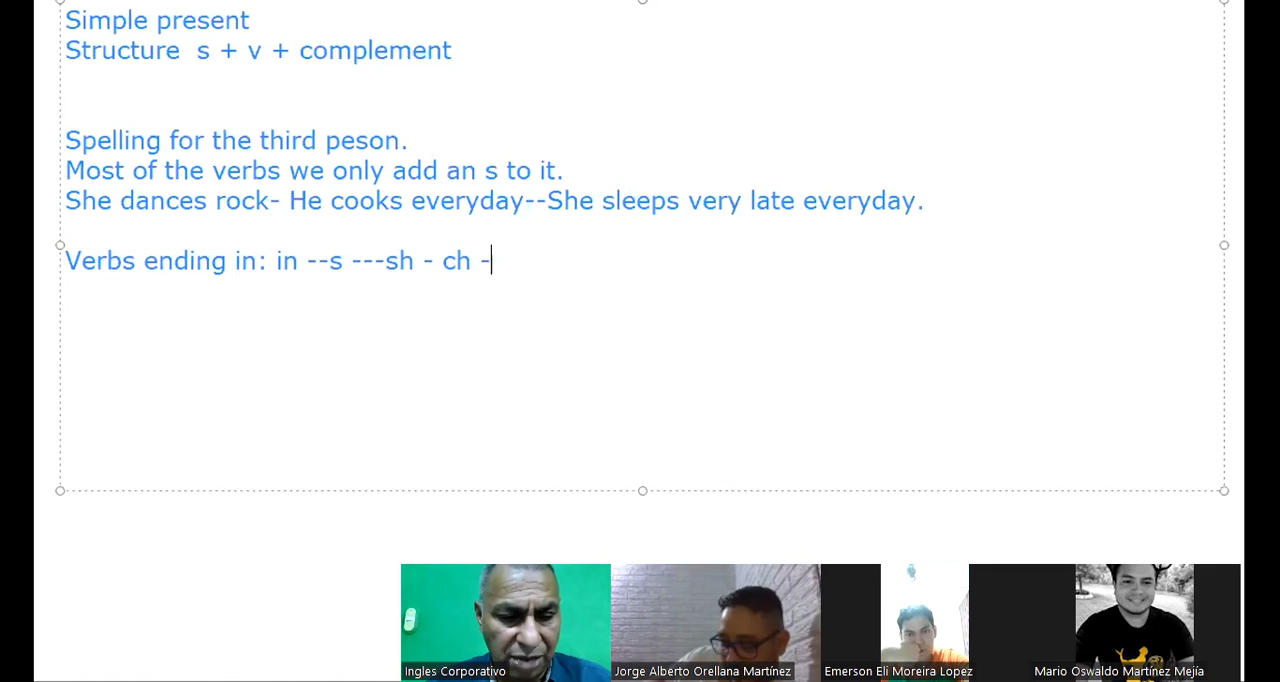 Simple present
Structure  s + v + complement
Spelling for the third peson.
Most of the verbs we only add an s to it.
She dances rock- He cooks everyday--She sleeps very late everyday.
Verbs ending in: in --s ---sh - ch -
Ingles Corporativo
Jorge Alberto Orellana Martínez
Emerson Eli Moreira Lopez
Mario Oswaldo Martínez Mejía